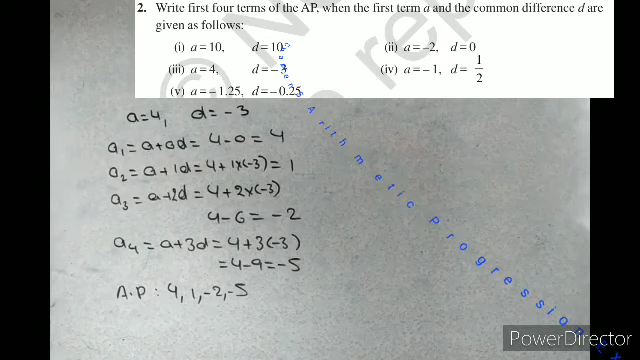 2. Write first four terms of the AP, when the first term a and the common difference d are
given as follows:
(i) a = 10, d = 10 (ii) a = –2, d = 0
(iii) a = 4, d = – 3 (iv) a = – 1, d = 1/2
(v) a = – 1.25, d = – 0.25
a=4, d= -3
a₁ = a+0d = 4-0 = 4
a₂ = a+1d = 4+1x(-3) = 1
a₃ = a+2d = 4+2x(-3)
4-6 = -2
a₄ = a+3d = 4+3(-3)
=4-9=-5
A.P : 4, 1, -2, -5
Arithmetic progression
PowerDirector